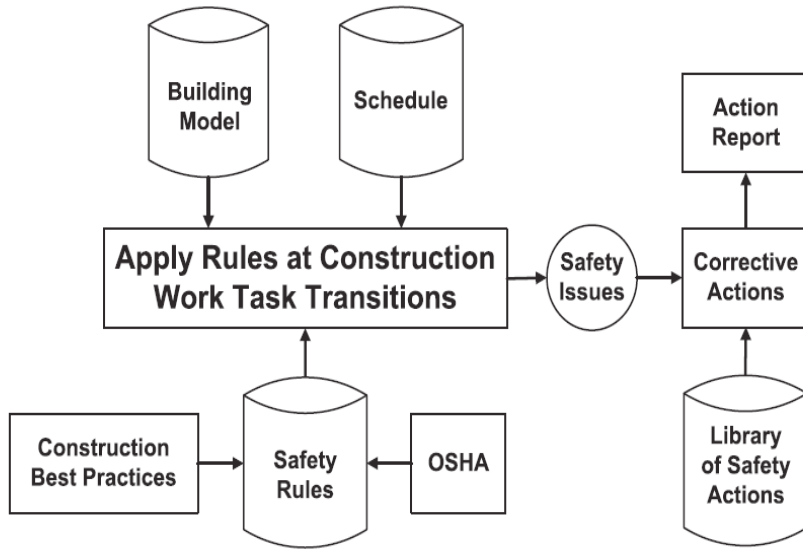 Building
Model
Schedule
Action
Report
Apply Rules at Construction
Work Task Transitions
Safety
Issues
Corrective
Actions
Construction
Best Practices
Safety
Rules
OSHA
Library
of Safety
Actions